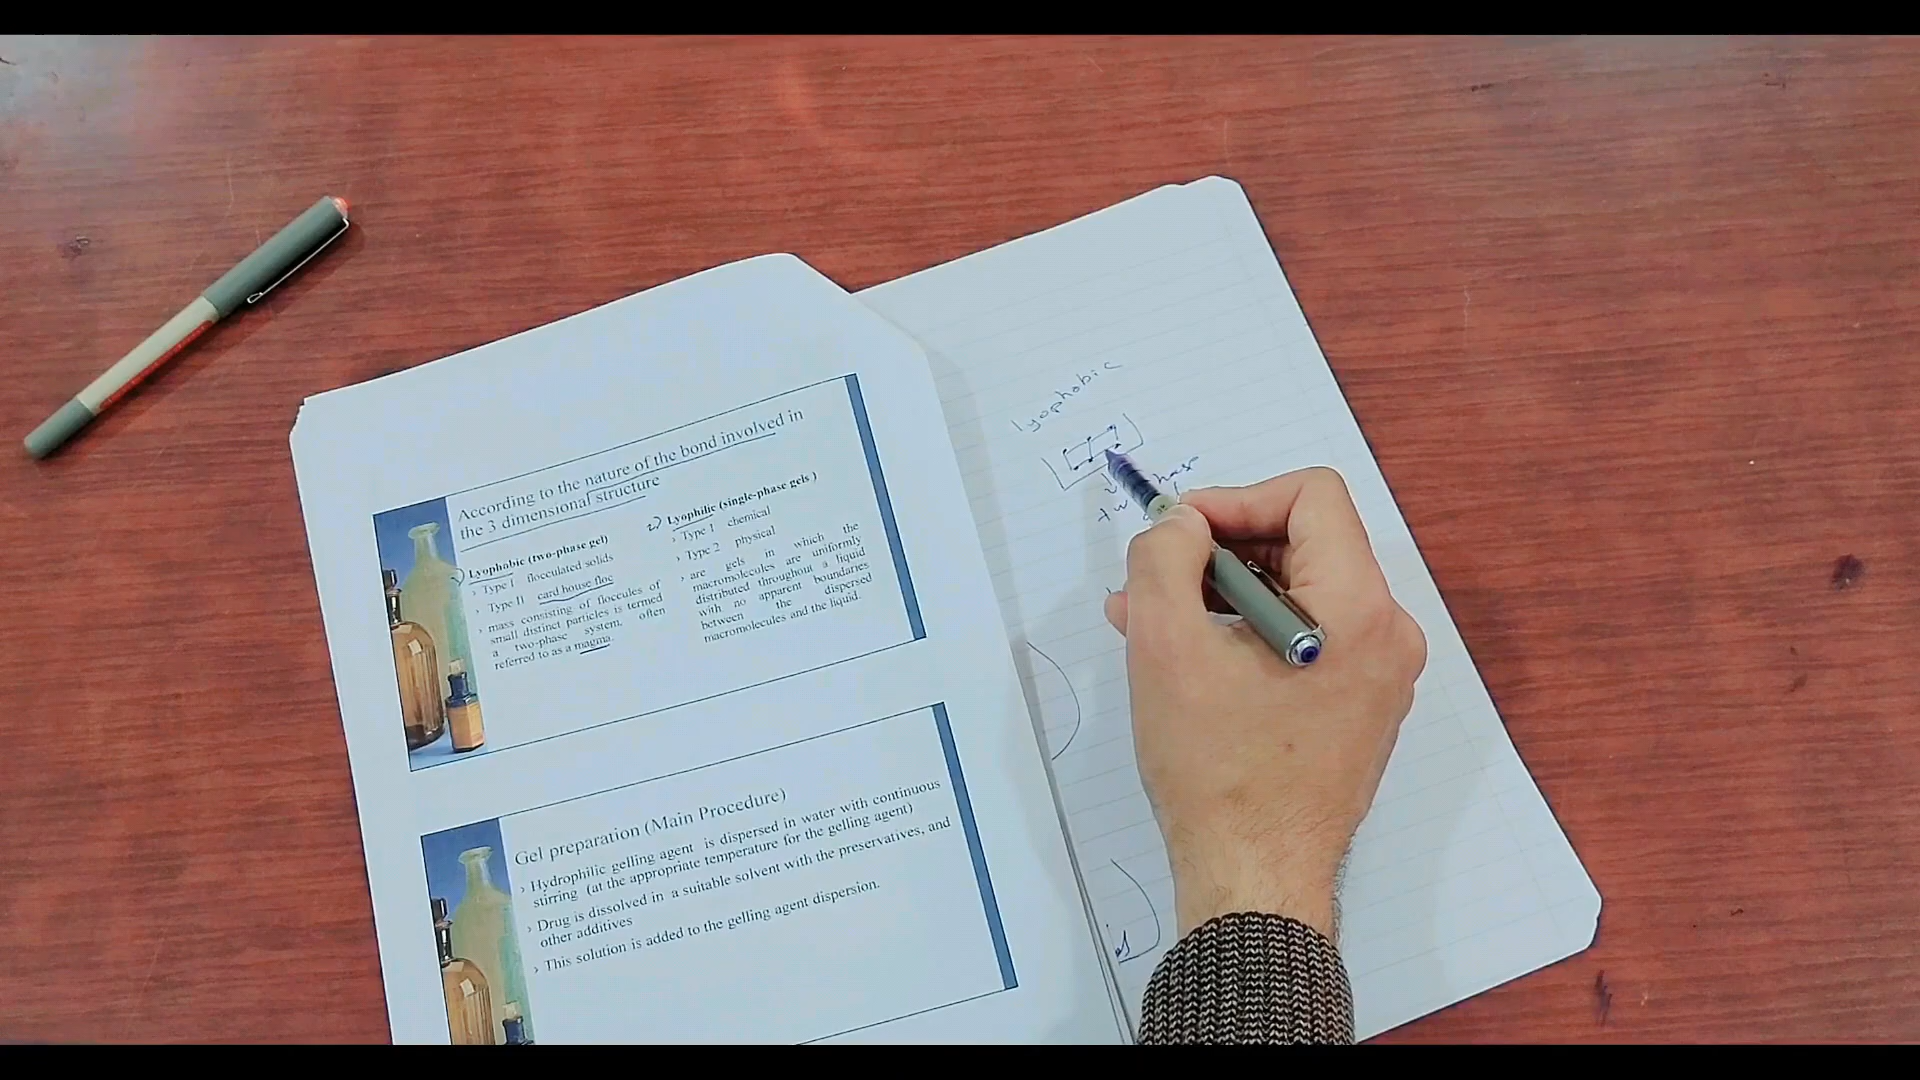 According to the nature of the bond involved in
the 3 dimensional structure
Lyophobic (two-phase gel)
› Type I flocculated solids
› Type II card house floc
› mass consisting of floccules of
small distinct particles is termed
a two-phase system, often
referred to as a magma.
2) Lyophilic (single-phase gels )
› Type 1 chemical
› Type 2 physical
› are gels in which the
macromolecules are uniformly
distributed throughout a liquid
with no apparent boundaries
between the dispersed
macromolecules and the liquid.
Gel preparation (Main Procedure)
› Hydrophilic gelling agent is dispersed in water with continuous
stirring (at the appropriate temperature for the gelling agent)
› Drug is dissolved in a suitable solvent with the preservatives, and
other additives
› This solution is added to the gelling agent dispersion.
lyophobic